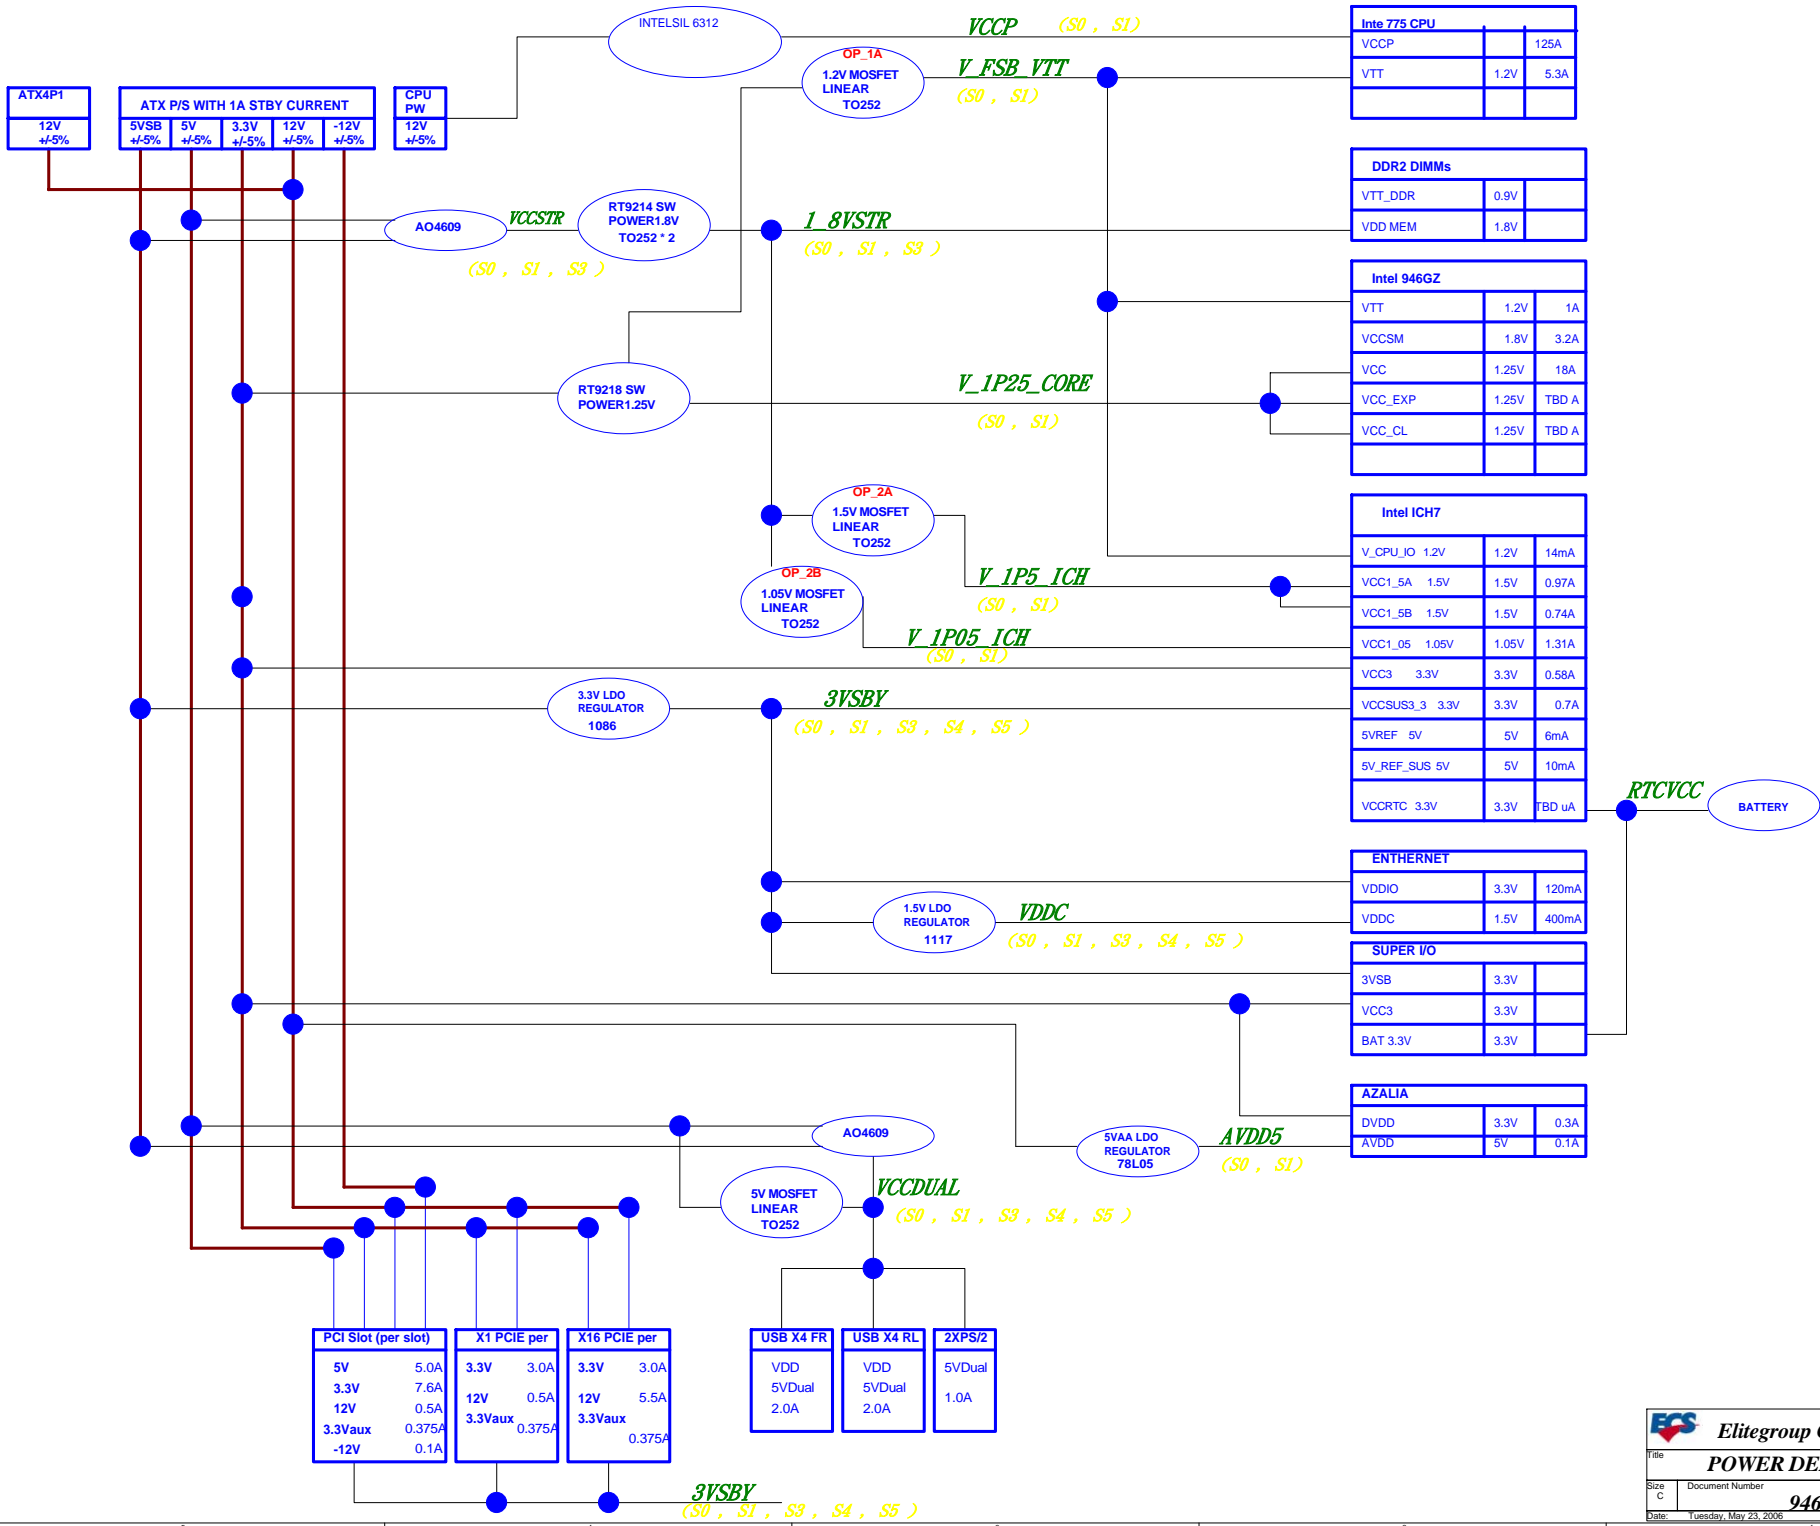 INTELSIL 6312
VCCP (S0 , S1)
OP_1A
1.2V MOSFET
LINEAR
TO252
V_FSB_VTT
(S0 , S1)
Inte 775 CPU
VCCP 125A
VTT 1.2V 5.3A
ATX4P1
12V
+/-5%
ATX P/S WITH 1A STBY CURRENT
5VSB 5V 3.3V 12V -12V
+/-5% +/-5% +/-5% +/-5% +/-5%
CPU
PW
12V
+/-5%
DDR2 DIMMs
VTT_DDR 0.9V
VDD MEM 1.8V
AO4609
VCCSTR
(S0 , S1 , S3 )
RT9214 SW
POWER1.8V
TO252 * 2
1_8VSTR
(S0 , S1 , S3 )
Intel 946GZ
VTT 1.2V 1A
VCCSM 1.8V 3.2A
VCC 1.25V 18A
VCC_EXP 1.25V TBD A
VCC_CL 1.25V TBD A
RT9218 SW
POWER1.25V
V_1P25_CORE
(S0 , S1)
OP_2A
1.5V MOSFET
LINEAR
TO252
OP_2B
1.05V MOSFET
LINEAR
TO252
V_1P5_ICH
(S0 , S1)
V_1P05_ICH
(S0 , S1)
Intel ICH7
V_CPU_IO 1.2V 1.2V 14mA
VCC1_5A 1.5V 1.5V 0.97A
VCC1_5B 1.5V 1.5V 0.74A
VCC1_05 1.05V 1.05V 1.31A
VCC3 3.3V 3.3V 0.58A
VCCSUS3_3 3.3V 3.3V 0.7A
5VREF 5V 5V 6mA
5V_REF_SUS 5V 5V 10mA
VCCRTC 3.3V 3.3V TBD uA
3.3V LDO
REGULATOR
1086
3VSBY
(S0 , S1 , S3 , S4 , S5 )
RTCVCC
BATTERY
ENTHERNET
VDDIO 3.3V 120mA
VDDC 1.5V 400mA
1.5V LDO
REGULATOR
1117
VDDC
(S0 , S1 , S3 , S4 , S5 )
SUPER I/O
3VSB 3.3V
VCC3 3.3V
BAT 3.3V 3.3V
AZALIA
DVDD 3.3V 0.3A
AVDD 5V 0.1A
AO4609
5VAA LDO
REGULATOR
78L05
AVDD5
(S0 , S1)
5V MOSFET
LINEAR
TO252
VCCDUAL
(S0 , S1 , S3 , S4 , S5 )
PCI Slot (per slot)
5V 5.0A
3.3V 7.6A
12V 0.5A
3.3Vaux 0.375A
-12V 0.1A
X1 PCIE per
3.3V 3.0A
12V 0.5A
3.3Vaux
0.375A
X16 PCIE per
3.3V 3.0A
12V 5.5A
3.3Vaux
0.375A
USB X4 FR
VDD
5VDual
2.0A
USB X4 RL
VDD
5VDual
2.0A
2XPS/2
5VDual
1.0A
3VSBY
(S0 , S1 , S3 , S4 , S5 )
ECS Elitegroup
Title
POWER
Size
C
Document Number
946
Date: Tuesday, May 23, 2006